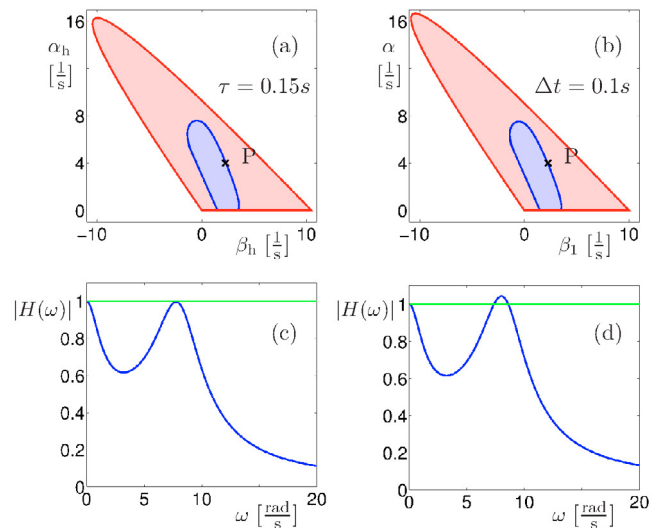 16 (a)
α_h
[1/s]
τ = 0.15s
8
4 P
0
−10 0 10
β_h [1/s]
16 (b)
α
[1/s]
Δt = 0.1s
8
4 P
0
−10 0 10
β_1 [1/s]
|H(ω)| 1
(c)
0.8
0.6
0.4
0.2
0
0 5 10 20
ω [rad/s]
|H(ω)| 1
(d)
0.8
0.6
0.4
0.2
0
0 5 10 20
ω [rad/s]